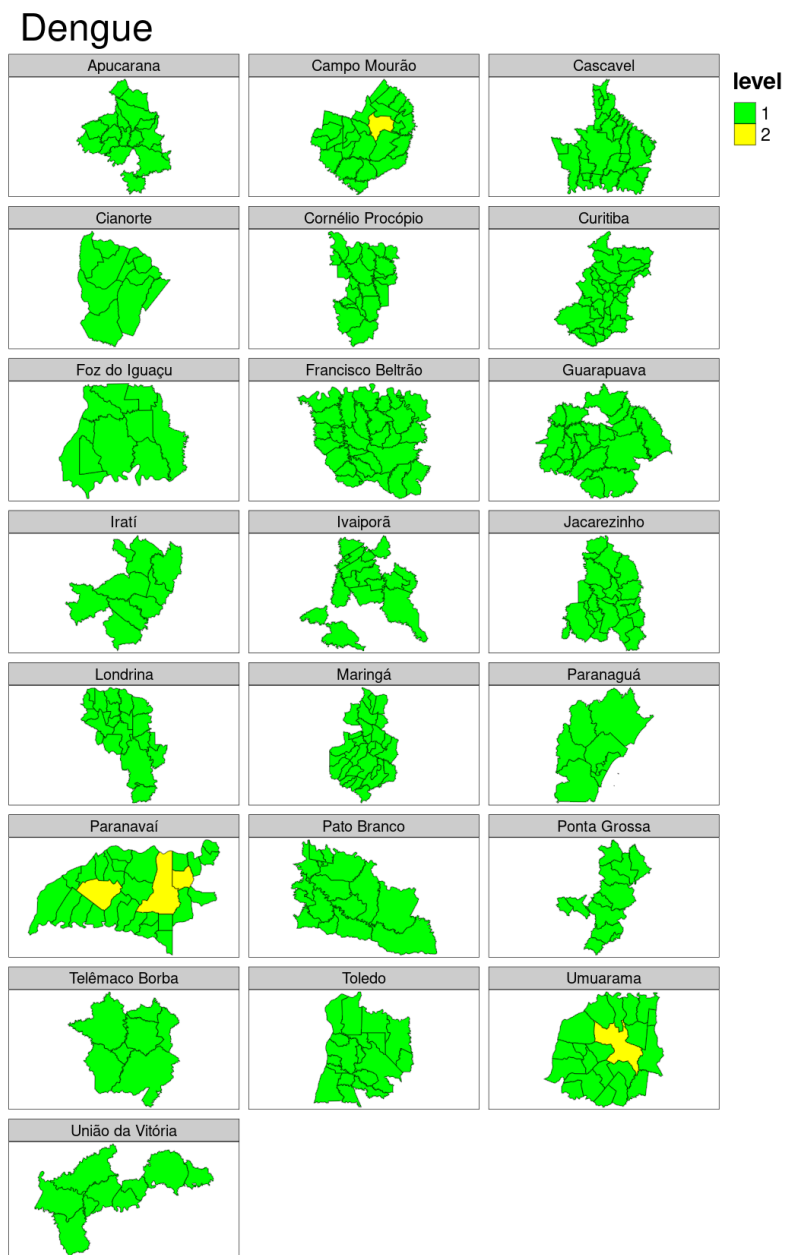 Dengue
Apucarana
Campo Mourão
Cascavel
level
1
2
Cianorte
Cornélio Procópio
Curitiba
Foz do Iguaçu
Francisco Beltrão
Guarapuava
Iratí
Ivaiporã
Jacarezinho
Londrina
Maringá
Paranaguá
Paranavaí
Pato Branco
Ponta Grossa
Telêmaco Borba
Toledo
Umuarama
União da Vitória